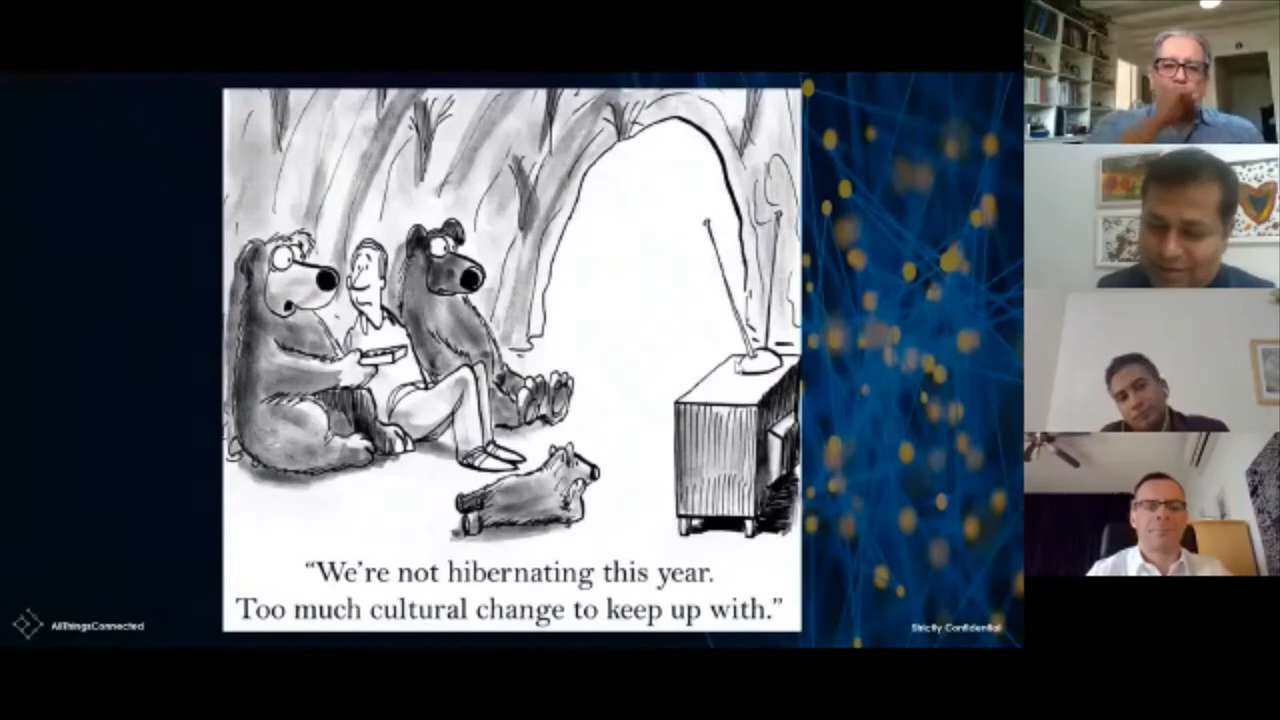 “We’re not hibernating this year.
Too much cultural change to keep up with.”
AllThingsConnected
Strictly Confidential